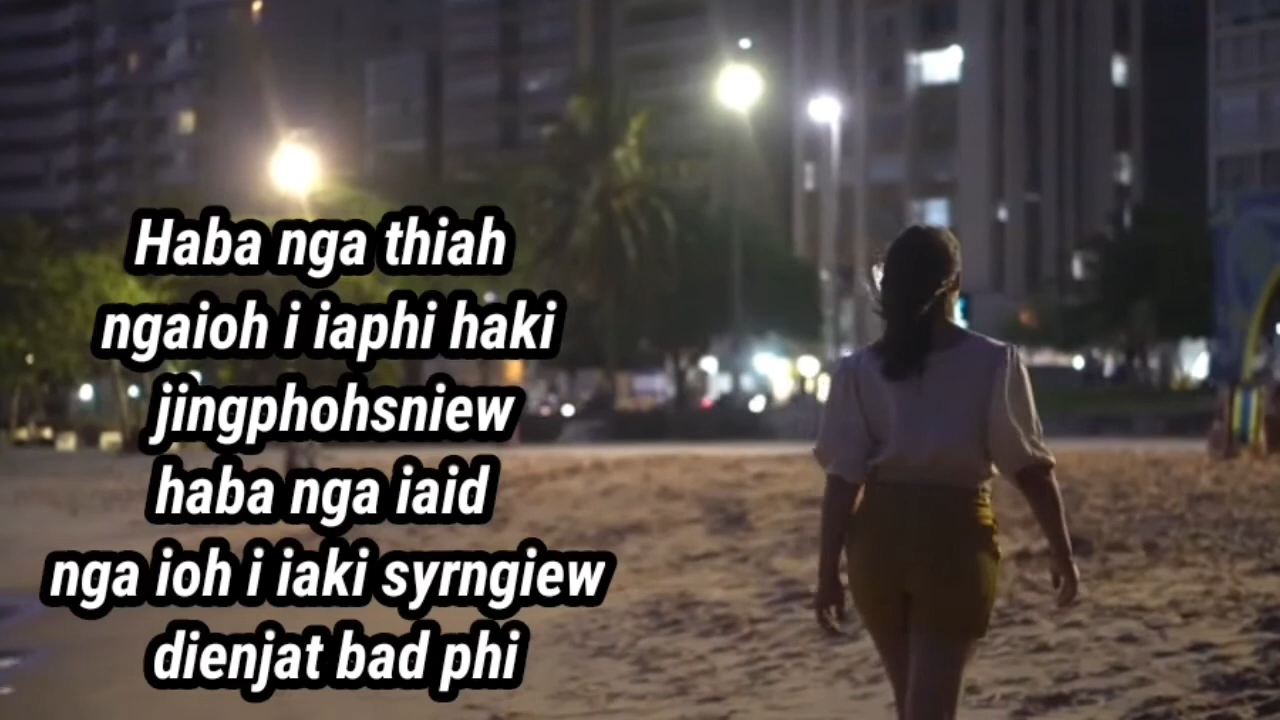 Haba nga thiah
ngaioh i iaphi haki
jingphohsniew
haba nga iaid
nga ioh i iaki syrngiew
dienjat bad phi